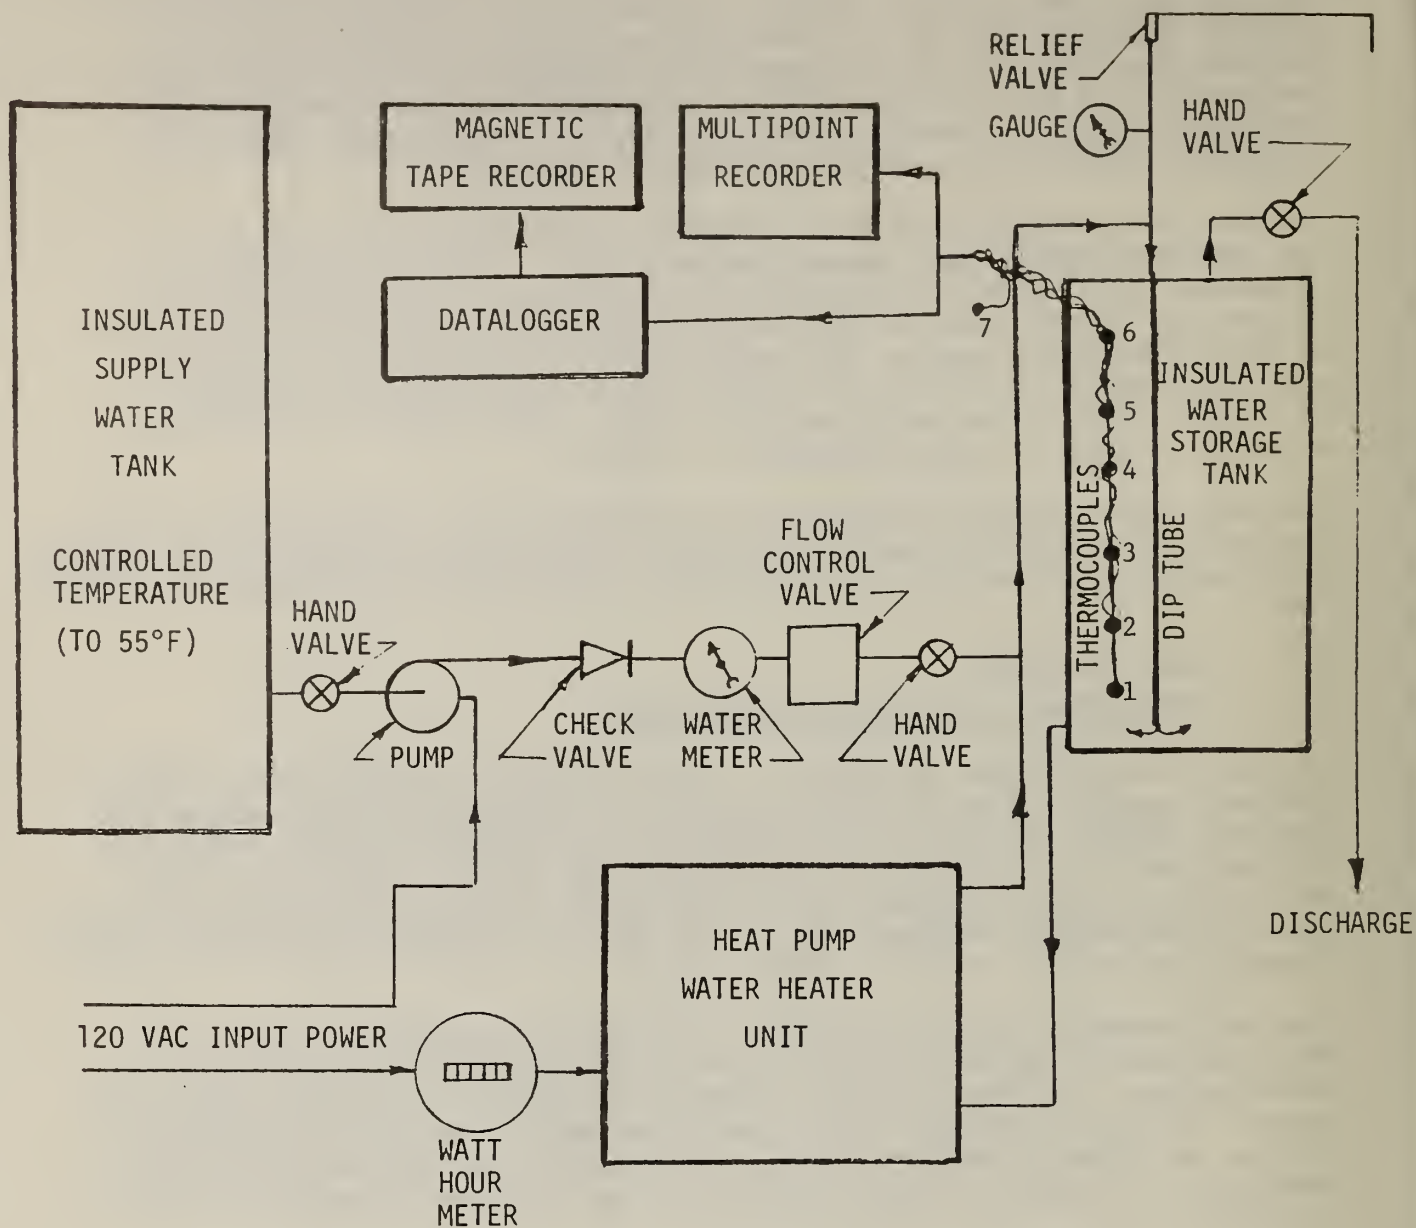 RELIEF
VALVE
GAUGE
HAND
VALVE
MAGNETIC
TAPE RECORDER
MULTIPOINT
RECORDER
DATALOGGER
INSULATED
SUPPLY
WATER
TANK
CONTROLLED
TEMPERATURE
(TO 55°F)
7
6
5
4
3
2
1
INSULATED
WATER
STORAGE
TANK
THERMOCOUPLES
DIP TUBE
FLOW
CONTROL
VALVE
HAND
VALVE
PUMP
CHECK
VALVE
WATER
METER
HAND
VALVE
HEAT PUMP
WATER HEATER
UNIT
DISCHARGE
120 VAC INPUT POWER
WATT
HOUR
METER